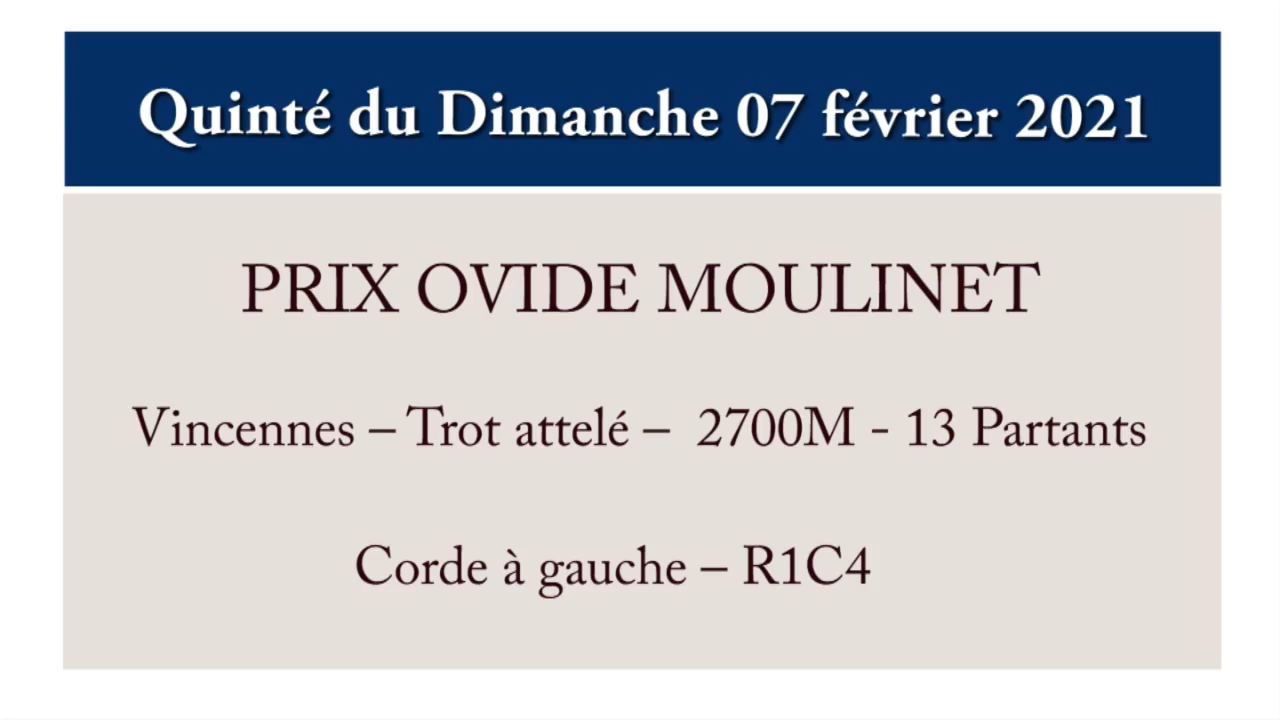 Quinté du Dimanche 07 février 2021
PRIX OVIDE MOULINET
Vincennes – Trot attelé – 2700M - 13 Partants
Corde à gauche – R1C4